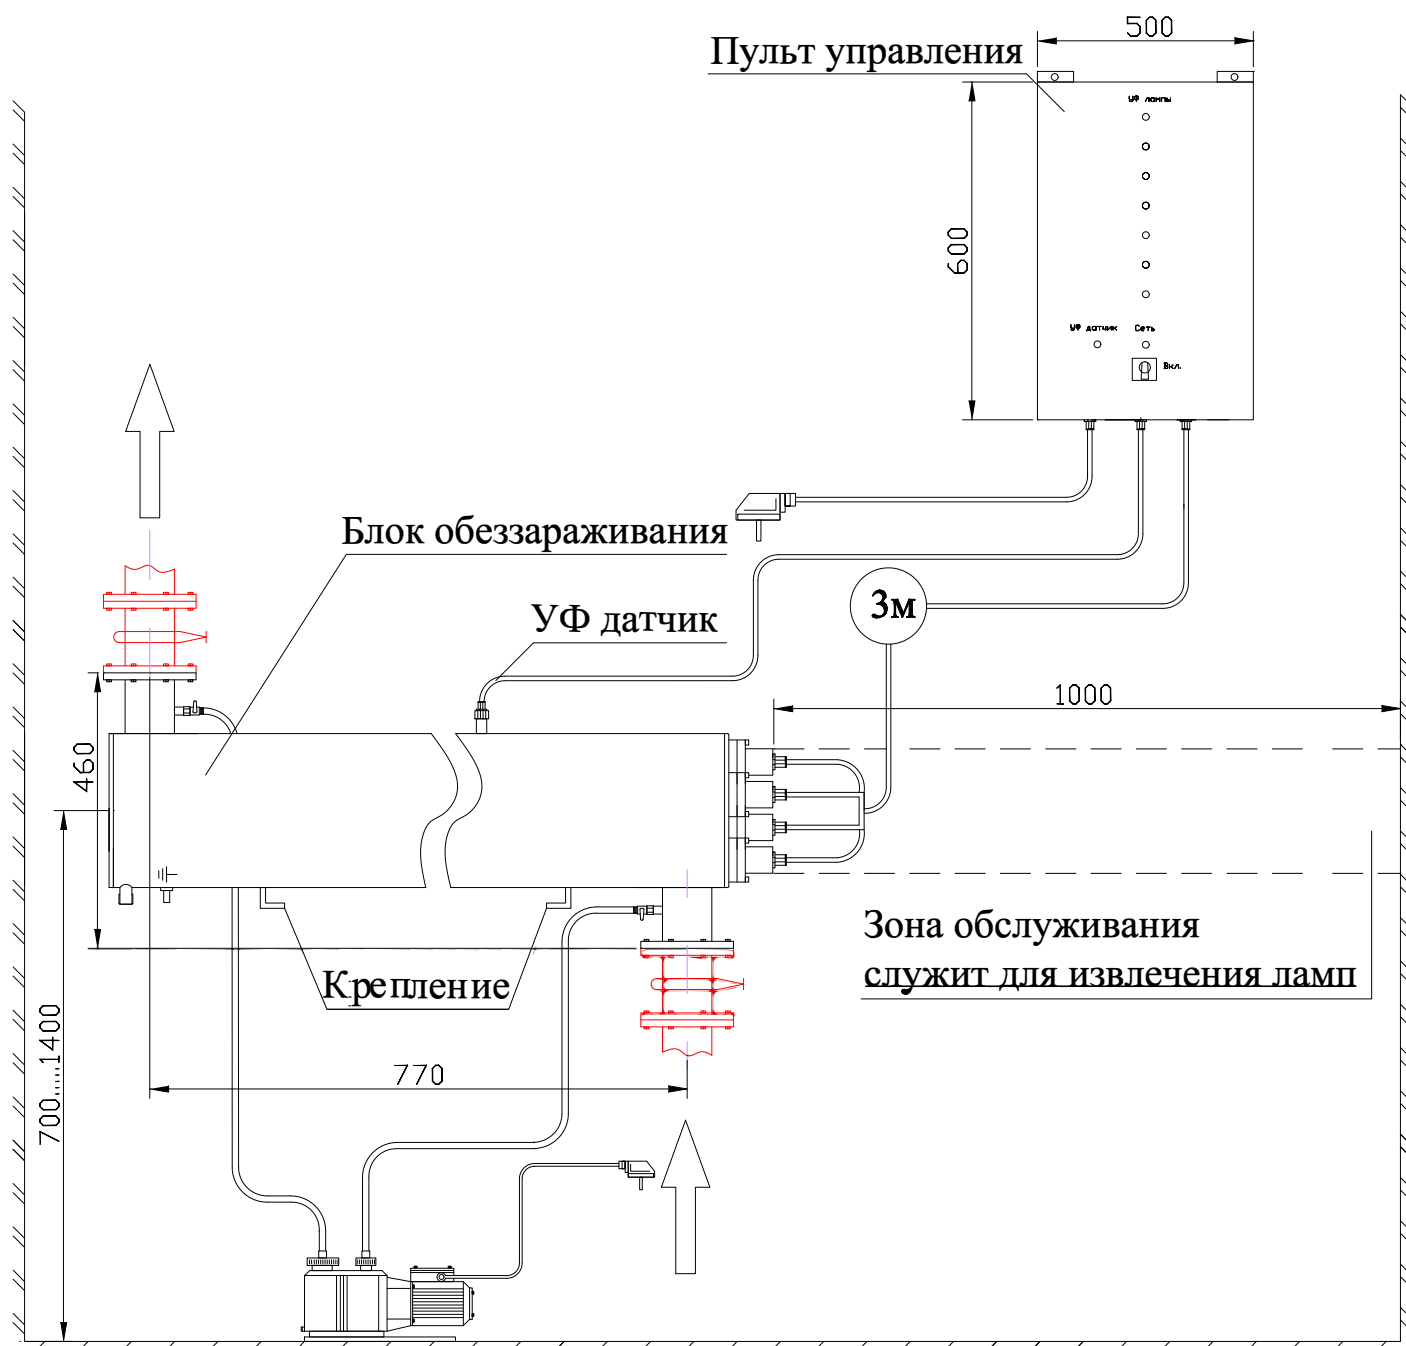 500
Пульт управления
УФ лампы
600
УФ датчик
Сеть
Вкл.
Блок обеззараживания
УФ датчик
3м
1000
460
Зона обслуживания
служит для извлечения ламп
Крепление
700.....1400
770